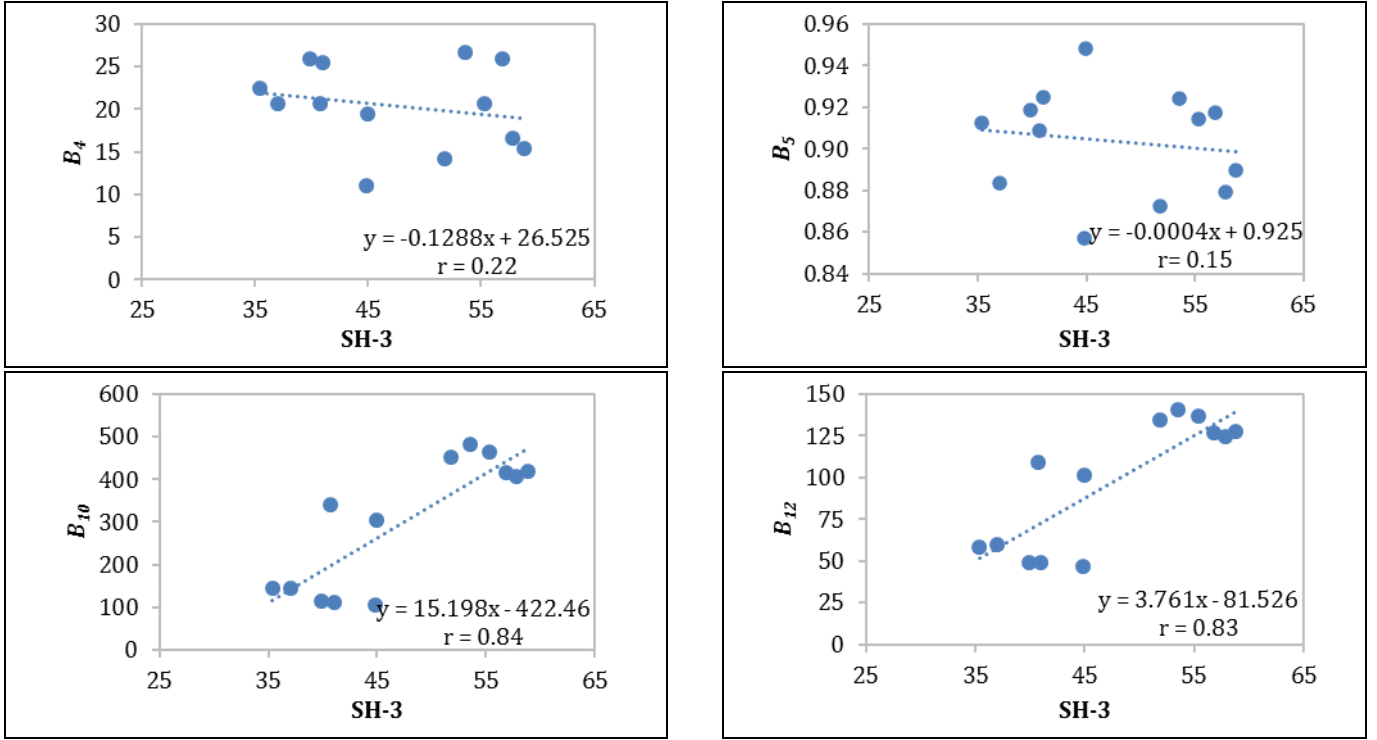 30
25
20
15
10
5
0
B4
y = -0.1288x + 26.525
r = 0.22
25 35 45 55 65
SH-3
0.96
0.94
0.92
0.90
0.88
0.86
0.84
B5
y = -0.0004x + 0.925
r= 0.15
25 35 45 55 65
SH-3
600
500
400
300
200
100
0
B10
y = 15.198x - 422.46
r = 0.84
25 35 45 55 65
SH-3
150
125
100
75
50
25
0
B12
y = 3.761x - 81.526
r = 0.83
25 35 45 55 65
SH-3